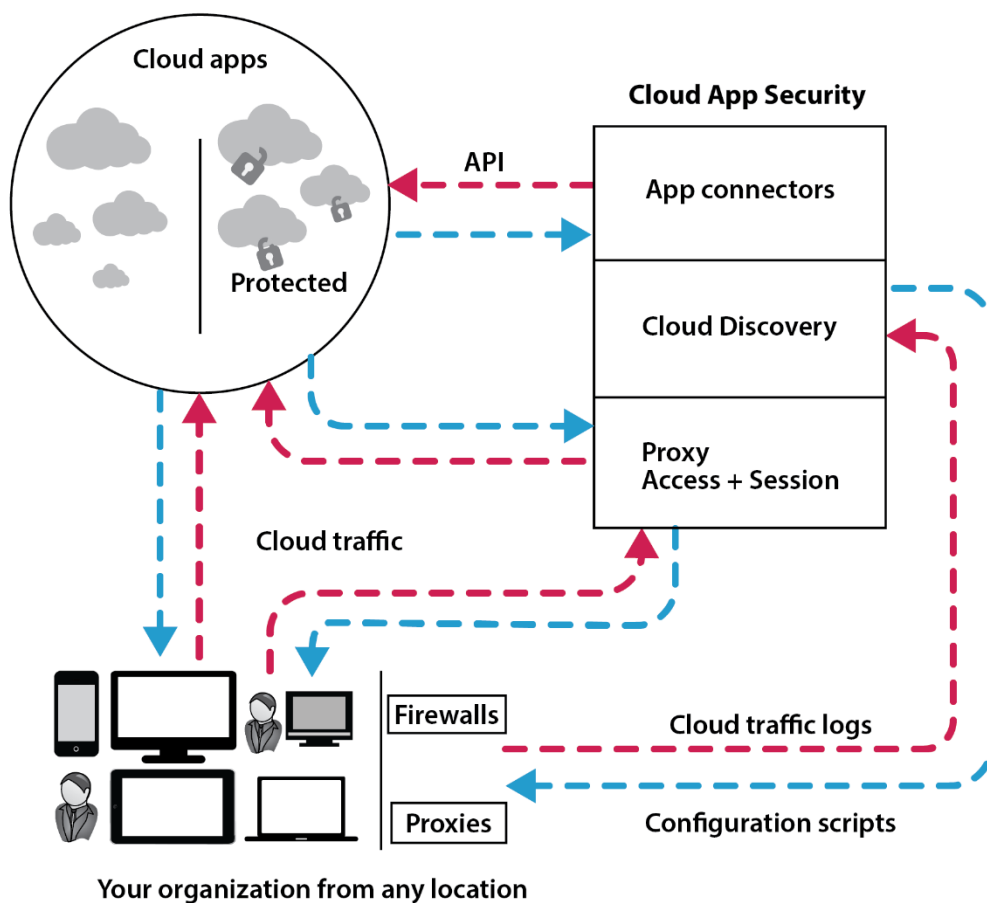 Cloud apps
Protected
Cloud App Security
API
App connectors
Cloud Discovery
Proxy
Access + Session
Cloud traffic
Firewalls
Cloud traffic logs
Proxies
Configuration scripts
Your organization from any location